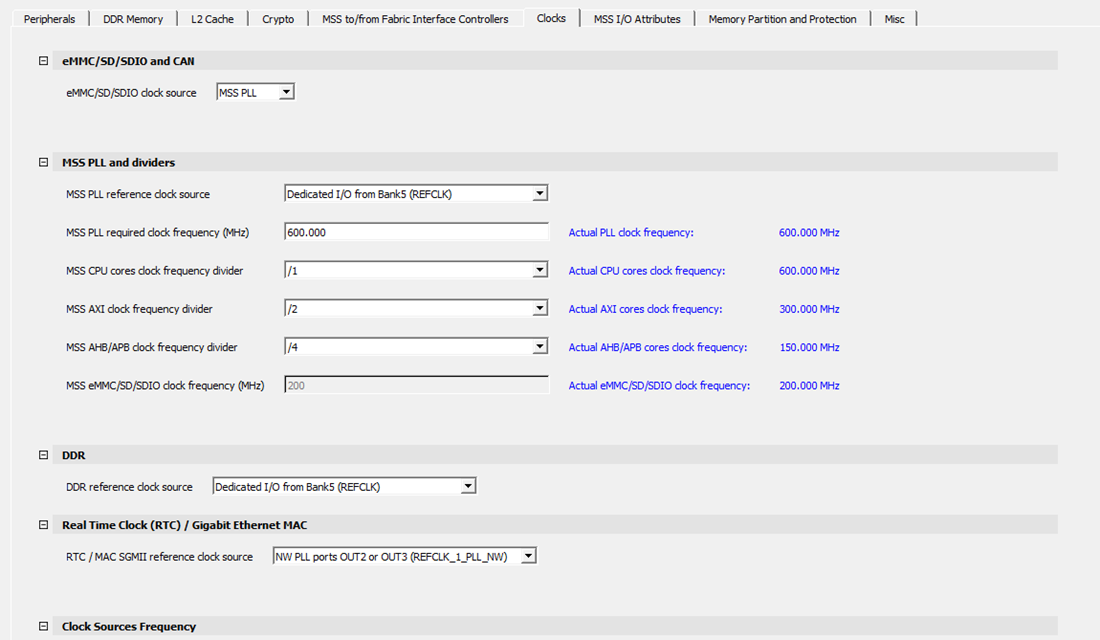 Peripherals DDR Memory L2 Cache Crypto MSS to/from Fabric Interface Controllers Clocks MSS I/O Attributes Memory Partition and Protection Misc
eMMC/SD/SDIO and CAN
eMMC/SD/SDIO clock source MSS PLL
MSS PLL and dividers
MSS PLL reference clock source Dedicated I/O from Bank5 (REFCLK)
MSS PLL required clock frequency (MHz) 600.000 Actual PLL clock frequency: 600.000 MHz
MSS CPU cores clock frequency divider /1 Actual CPU cores clock frequency: 600.000 MHz
MSS AXI clock frequency divider /2 Actual AXI cores clock frequency: 300.000 MHz
MSS AHB/APB clock frequency divider /4 Actual AHB/APB cores clock frequency: 150.000 MHz
MSS eMMC/SD/SDIO clock frequency (MHz) 200 Actual eMMC/SD/SDIO clock frequency: 200.000 MHz
DDR
DDR reference clock source Dedicated I/O from Bank5 (REFCLK)
Real Time Clock (RTC) / Gigabit Ethernet MAC
RTC / MAC SGMII reference clock source NW PLL ports OUT2 or OUT3 (REFCLK_1_PLL_NW)
Clock Sources Frequency